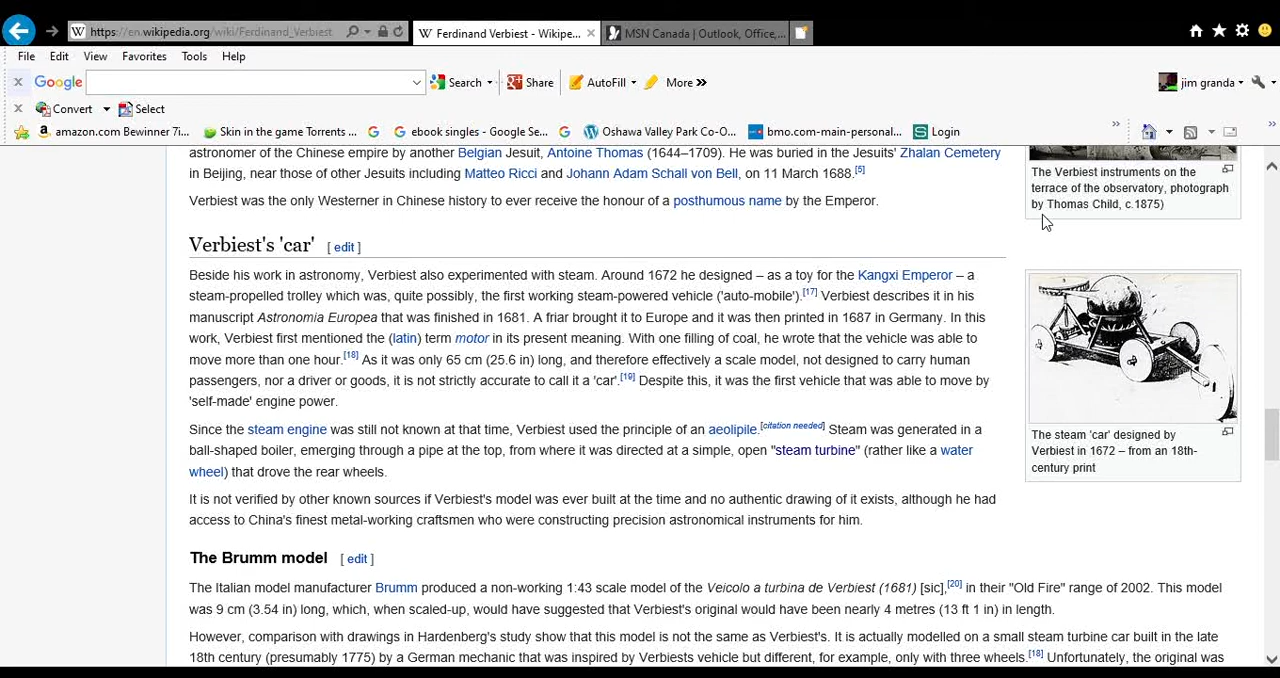 https://en.wikipedia.org/wiki/Ferdinand_Verbiest
W Ferdinand Verbiest - Wikipe...
MSN Canada | Outlook, Office,...
File Edit View Favorites Tools Help
Google Search Share AutoFill More » jim granda
Convert Select
amazon.com Bewinner 7i... Skin in the game Torrents ... G G ebook singles - Google Se... G Oshawa Valley Park Co-O... bmo.com-main-personal... Login
astronomer of the Chinese empire by another Belgian Jesuit, Antoine Thomas (1644–1709). He was buried in the Jesuits' Zhalan Cemetery
in Beijing, near those of other Jesuits including Matteo Ricci and Johann Adam Schall von Bell, on 11 March 1688.[5]
Verbiest was the only Westerner in Chinese history to ever receive the honour of a posthumous name by the Emperor.
The Verbiest instruments on the
terrace of the observatory, photograph
by Thomas Child, c.1875)
Verbiest's 'car' [ edit ]
Beside his work in astronomy, Verbiest also experimented with steam. Around 1672 he designed – as a toy for the Kangxi Emperor – a
steam-propelled trolley which was, quite possibly, the first working steam-powered vehicle ('auto-mobile').[17] Verbiest describes it in his
manuscript Astronomia Europea that was finished in 1681. A friar brought it to Europe and it was then printed in 1687 in Germany. In this
work, Verbiest first mentioned the (latin) term motor in its present meaning. With one filling of coal, he wrote that the vehicle was able to
move more than one hour.[18] As it was only 65 cm (25.6 in) long, and therefore effectively a scale model, not designed to carry human
passengers, nor a driver or goods, it is not strictly accurate to call it a 'car'.[19] Despite this, it was the first vehicle that was able to move by
'self-made' engine power.
Since the steam engine was still not known at that time, Verbiest used the principle of an aeolipile.[citation needed] Steam was generated in a
ball-shaped boiler, emerging through a pipe at the top, from where it was directed at a simple, open "steam turbine" (rather like a water
wheel) that drove the rear wheels.
It is not verified by other known sources if Verbiest's model was ever built at the time and no authentic drawing of it exists, although he had
access to China's finest metal-working craftsmen who were constructing precision astronomical instruments for him.
The steam 'car' designed by
Verbiest in 1672 – from an 18th-
century print
The Brumm model [ edit ]
The Italian model manufacturer Brumm produced a non-working 1:43 scale model of the Veicolo a turbina de Verbiest (1681) [sic],[20] in their "Old Fire" range of 2002. This model
was 9 cm (3.54 in) long, which, when scaled-up, would have suggested that Verbiest's original would have been nearly 4 metres (13 ft 1 in) in length.
However, comparison with drawings in Hardenberg's study show that this model is not the same as Verbiest's. It is actually modelled on a small steam turbine car built in the late
18th century (presumably 1775) by a German mechanic that was inspired by Verbiests vehicle but different, for example, only with three wheels.[18] Unfortunately, the original was